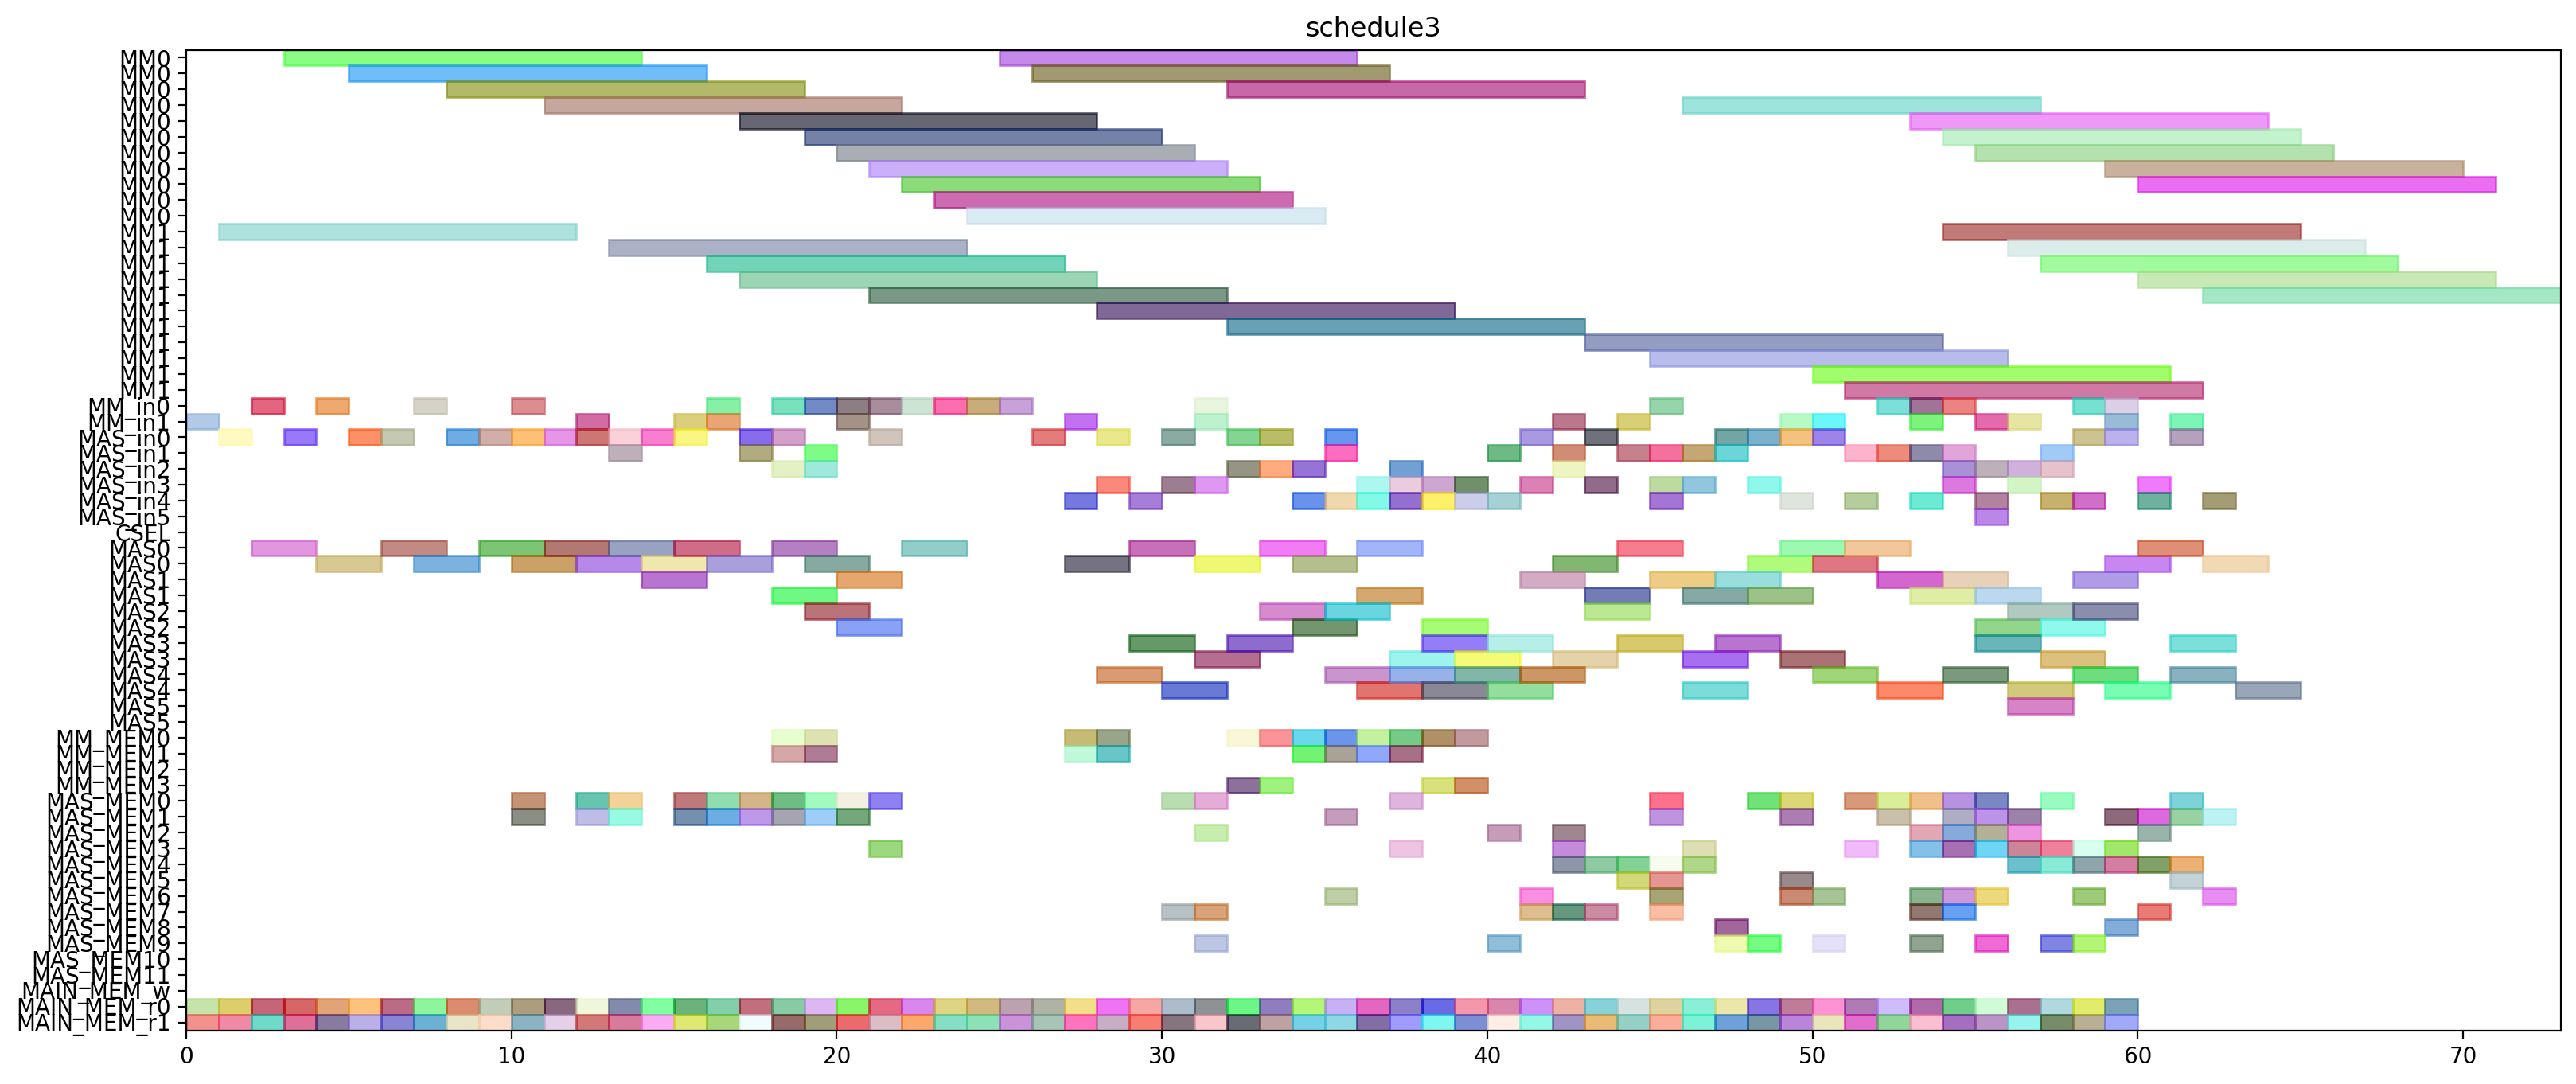 schedule3
MM0
MM0
MM0
MM0
MM0
MM0
MM0
MM0
MM0
MM0
MM0
MM1
MM1
MM1
MM1
MM1
MM1
MM1
MM1
MM1
MM1
MM1
MM_in0
MM_in1
MAS_in0
MAS_in1
MAS_in2
MAS_in3
MAS_in4
MAS_in5
CSEL
MAS0
MAS0
MAS1
MAS1
MAS2
MAS2
MAS3
MAS3
MAS4
MAS4
MAS5
MAS5
MM_MEM0
MM_MEM1
MM_MEM2
MM_MEM3
MAS_MEM0
MAS_MEM1
MAS_MEM2
MAS_MEM3
MAS_MEM4
MAS_MEM5
MAS_MEM6
MAS_MEM7
MAS_MEM8
MAS_MEM9
MAS_MEM10
MAS_MEM11
MAIN_MEM_w
MAIN_MEM_r0
MAIN_MEM_r1
0 10 20 30 40 50 60 70